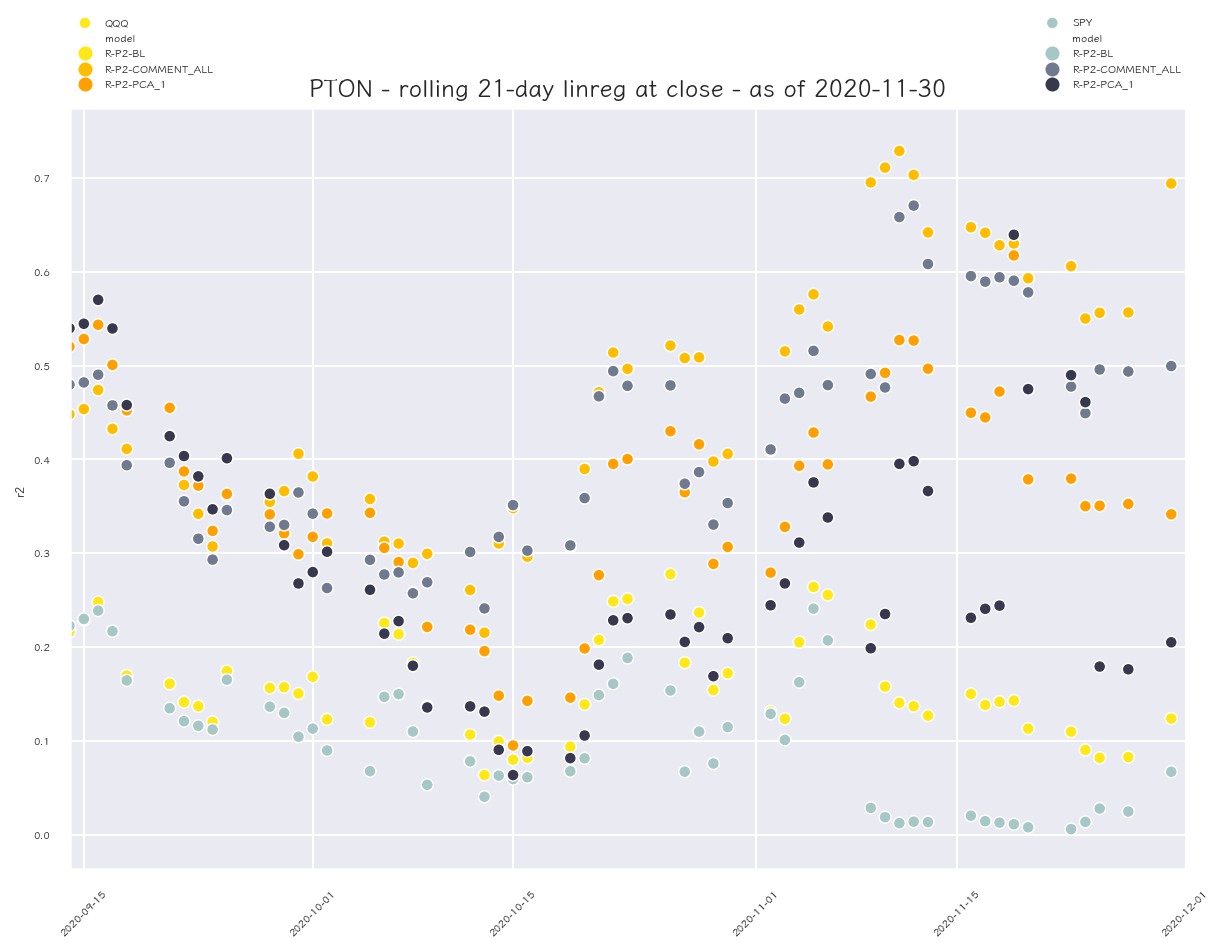 QQQ
model
R-P2-BL
R-P2-COMMENT_ALL
R-P2-PCA_1
SPY
model
R-P2-BL
R-P2-COMMENT_ALL
R-P2-PCA_1
PTON - rolling 21-day linreg at close - as of 2020-11-30
0.7
0.6
0.5
0.4
0.3
0.2
0.1
0.0
r2
2020-09-15
2020-10-01
2020-10-15
2020-11-01
2020-11-15
2020-12-01